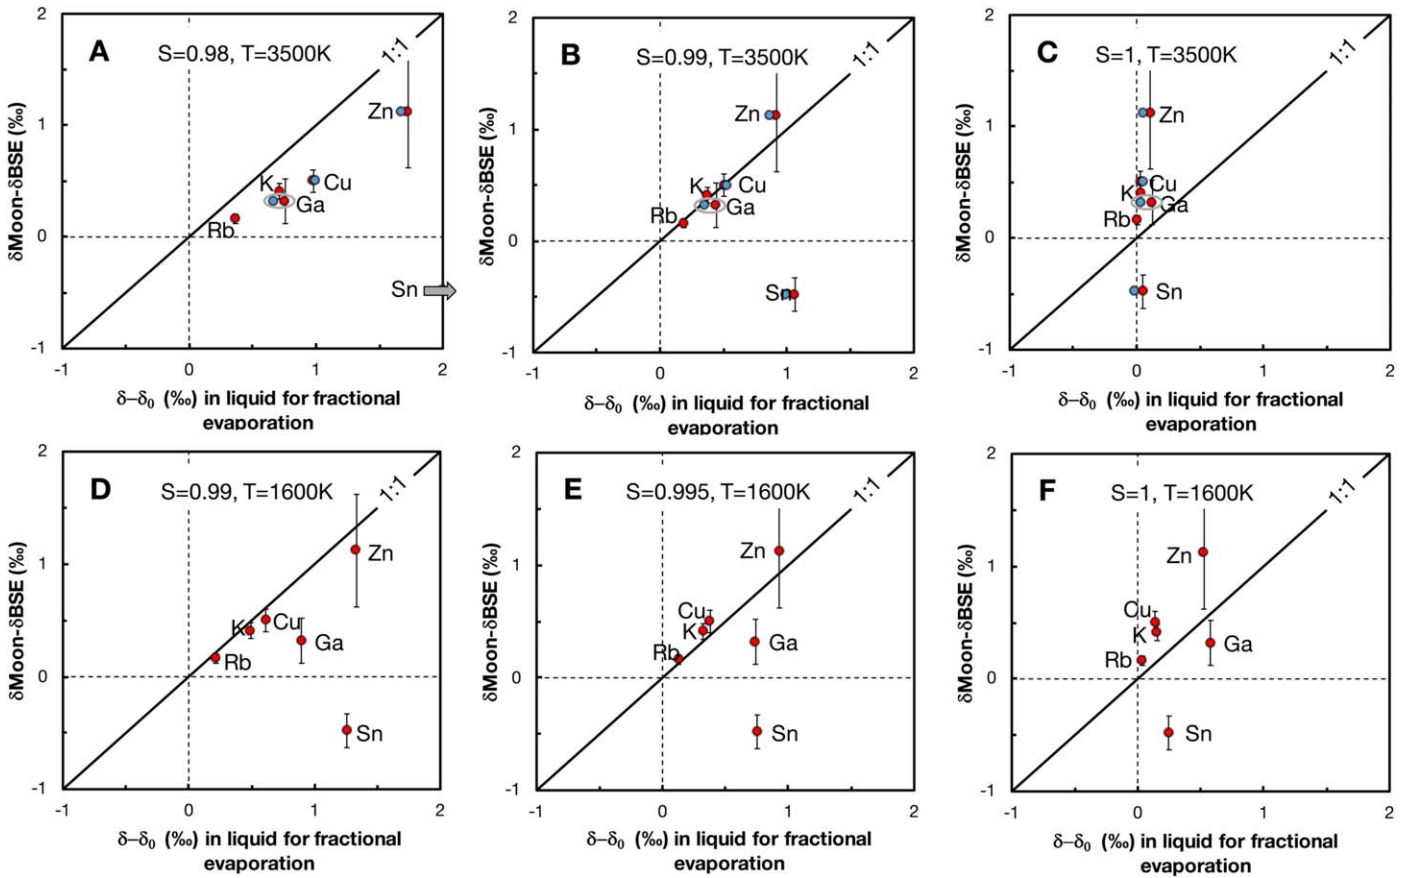 A
S=0.98, T=3500K
1:1
2
1
0
-1
δMoon-δBSE (‰)
Zn
K
Cu
Ga
Rb
Sn
-1 0 1 2
δ–δ₀ (‰) in liquid for fractional
evaporation
B
S=0.99, T=3500K
1:1
2
1
0
-1
δMoon-δBSE (‰)
Zn
K
Cu
Ga
Rb
Sn
-1 0 1 2
δ–δ₀ (‰) in liquid for fractional
evaporation
C
S=1, T=3500K
1:1
2
1
0
-1
δMoon-δBSE (‰)
Zn
Cu
K
Ga
Rb
Sn
-1 0 1 2
δ–δ₀ (‰) in liquid for fractional
evaporation
D
S=0.99, T=1600K
1:1
2
1
0
-1
δMoon-δBSE (‰)
Zn
K
Cu
Ga
Rb
Sn
-1 0 1 2
δ–δ₀ (‰) in liquid for fractional
evaporation
E
S=0.995, T=1600K
1:1
2
1
0
-1
δMoon-δBSE (‰)
Zn
Cu
K
Ga
Rb
Sn
-1 0 1 2
δ–δ₀ (‰) in liquid for fractional
evaporation
F
S=1, T=1600K
1:1
2
1
0
-1
δMoon-δBSE (‰)
Zn
Cu
K
Ga
Rb
Sn
-1 0 1 2
δ–δ₀ (‰) in liquid for fractional
evaporation